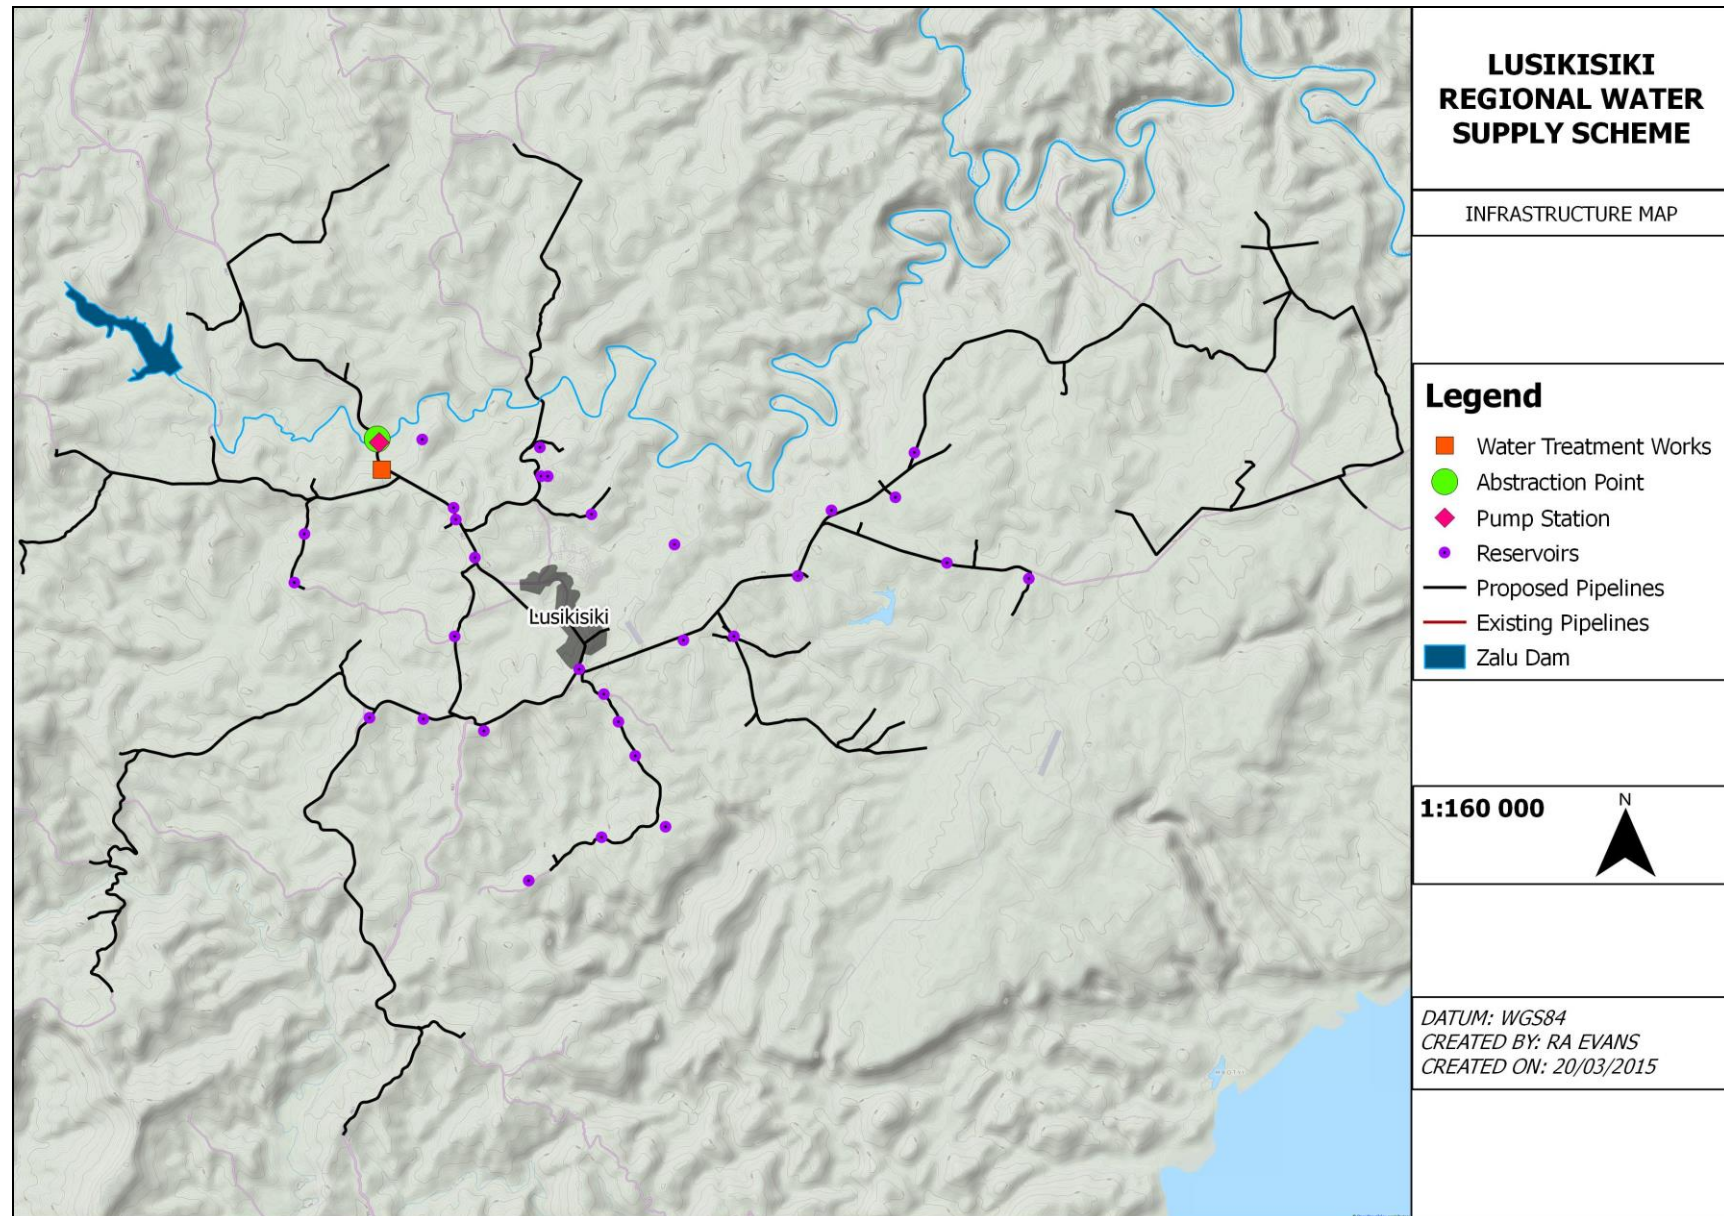 LUSIKISIKI
REGIONAL WATER
SUPPLY SCHEME
INFRASTRUCTURE MAP
Legend
Water Treatment Works
Abstraction Point
Pump Station
Reservoirs
Proposed Pipelines
Existing Pipelines
Zalu Dam
1:160 000
N
DATUM: WGS84
CREATED BY: RA EVANS
CREATED ON: 20/03/2015
Lusikisiki